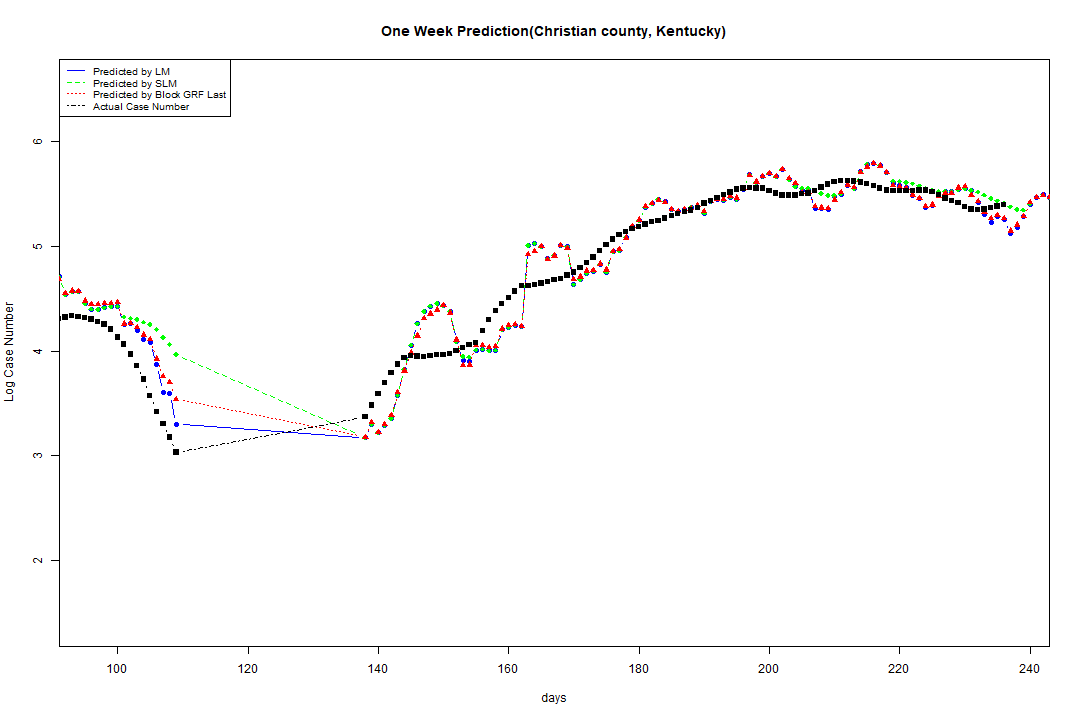 One Week Prediction(Christian county, Kentucky)
Predicted by LM
Predicted by SLM
Predicted by Block GRF Last
Actual Case Number
6
5
4
3
2
Log Case Number
100 120 140 160 180 200 220 240
days